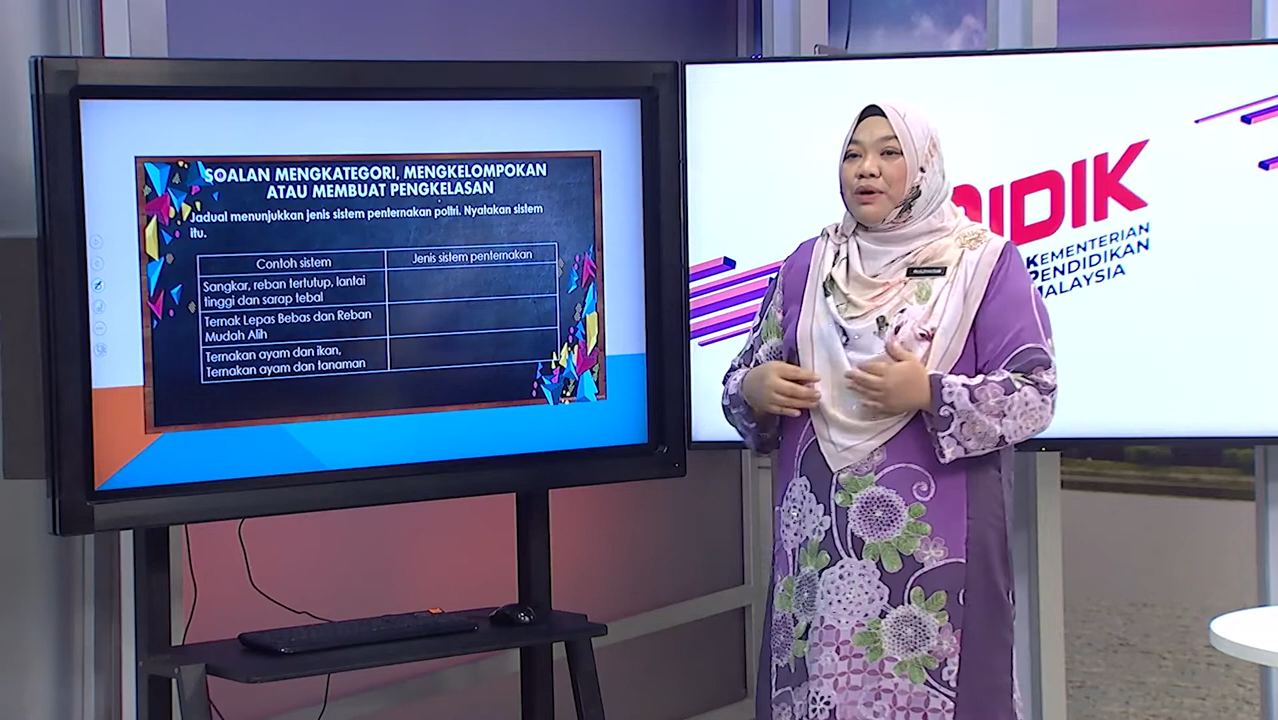 SOALAN MENGKATEGORI, MENGKELOMPOKAN
ATAU MEMBUAT PENGKELASAN
Jadual menunjukkan jenis sistem penternakan poltri. Nyatakan sistem
itu.
Contoh sistem
Jenis sistem penternakan
Sangkar, reban tertutup, lantai
tinggi dan sarap tebal
Ternak Lepas Bebas dan Reban
Mudah Alih
Ternakan ayam dan ikan,
Ternakan ayam dan tanaman
DIDIK
KEMENTERIAN
PENDIDIKAN
MALAYSIA